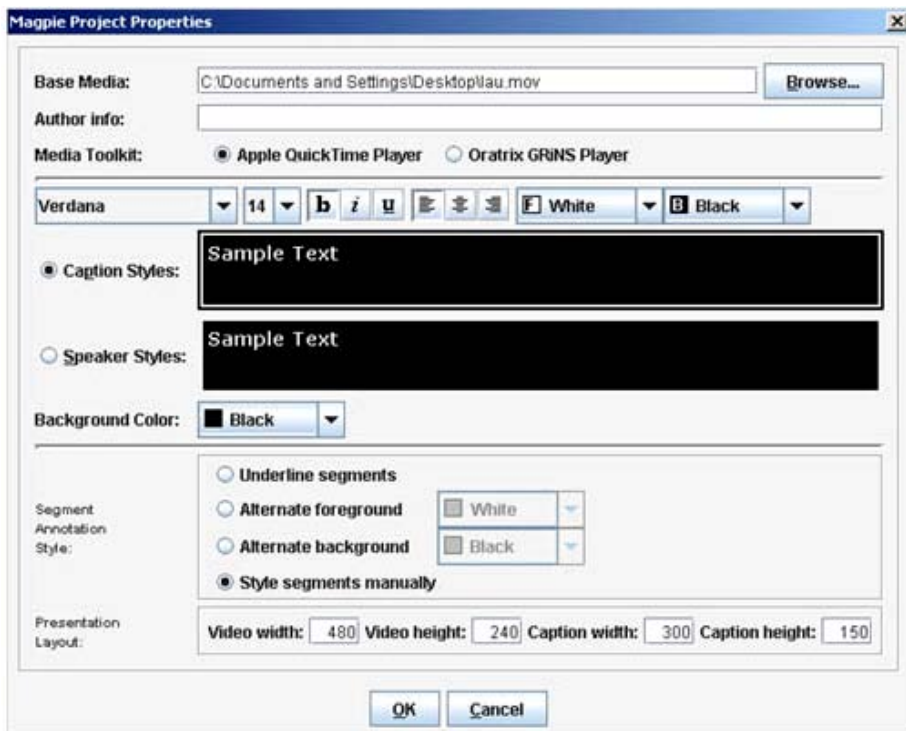 Magpie Project Properties
Base Media: C:\Documents and Settings\Desktop\lau.mov Browse...
Author info:
Media Toolkit: Apple QuickTime Player Oratrix GRiNS Player
Verdana 14 b i u F White B Black
Caption Styles: Sample Text
Speaker Styles: Sample Text
Background Color: Black
Segment Annotation Style:
Underline segments
Alternate foreground White
Alternate background Black
Style segments manually
Presentation Layout:
Video width: 480 Video height: 240 Caption width: 300 Caption height: 150
OK Cancel